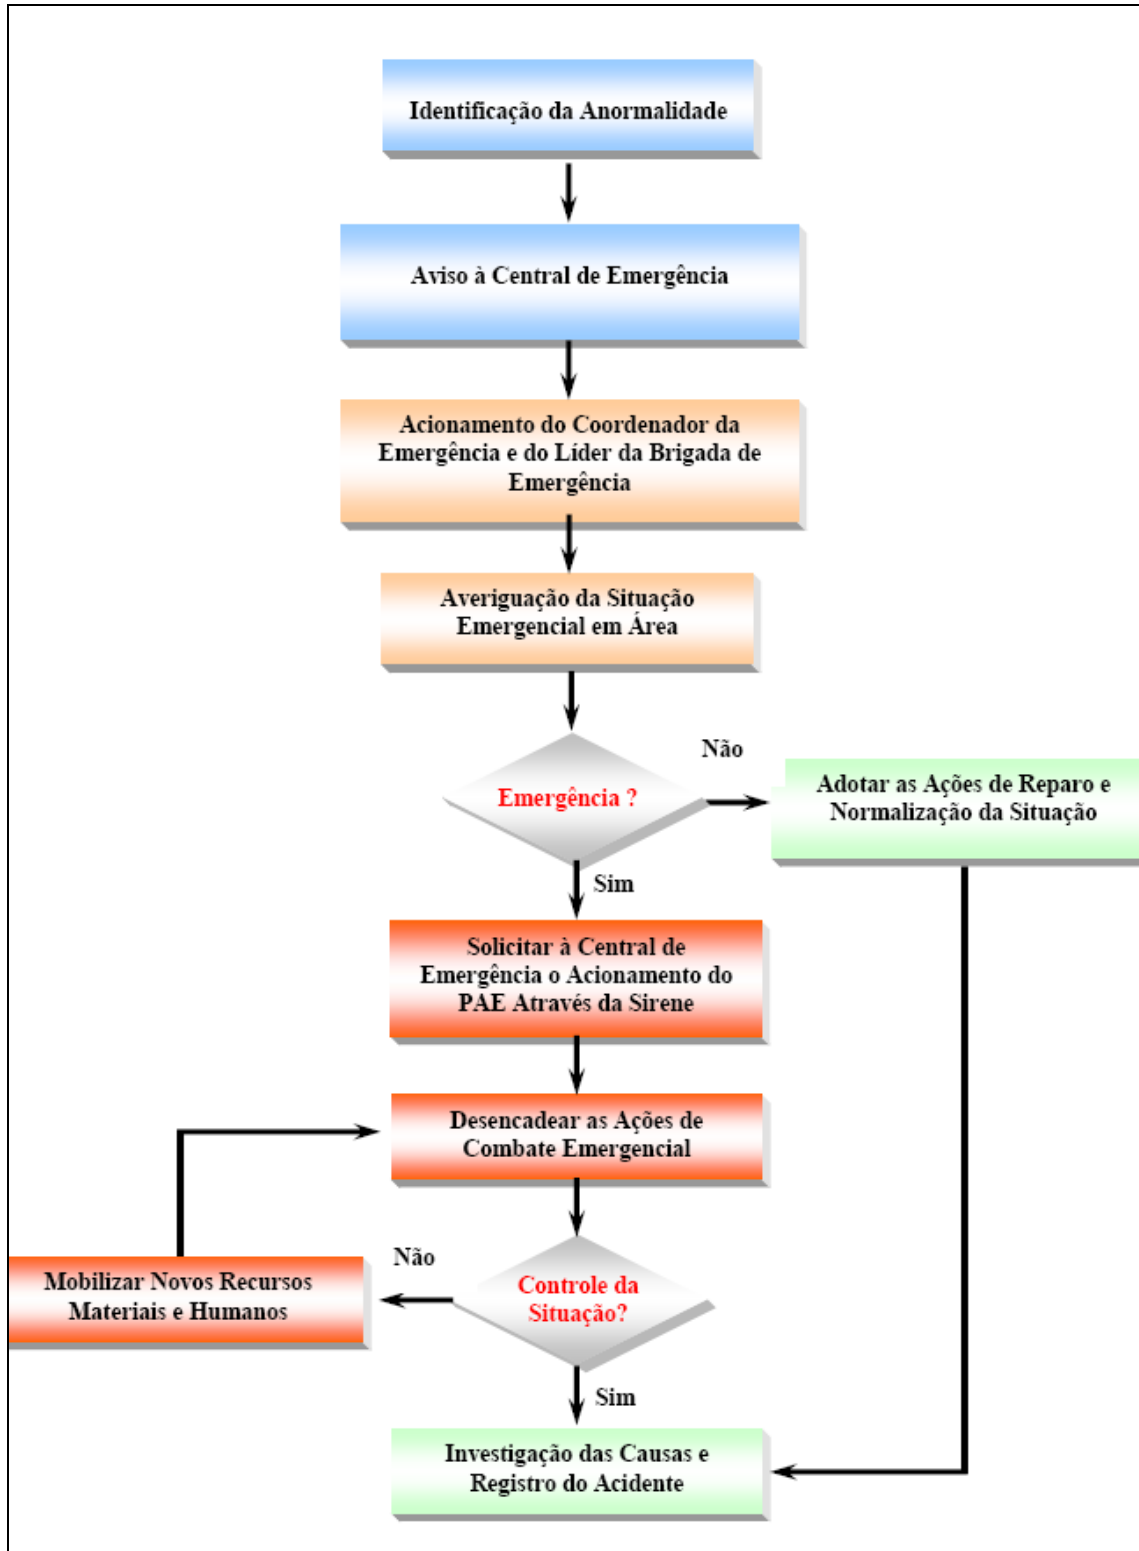 Identificação da Anormalidade
Aviso à Central de Emergência
Acionamento do Coordenador da
Emergência e do Líder da Brigada de
Emergência
Averiguação da Situação
Emergencial em Área
Emergência ?
Não
Adotar as Ações de Reparo e
Normalização da Situação
Sim
Solicitar à Central de
Emergência o Acionamento do
PAE Através da Sirene
Desencadear as Ações de
Combate Emergencial
Controle da
Situação?
Não
Mobilizar Novos Recursos
Materiais e Humanos
Sim
Investigação das Causas e
Registro do Acidente